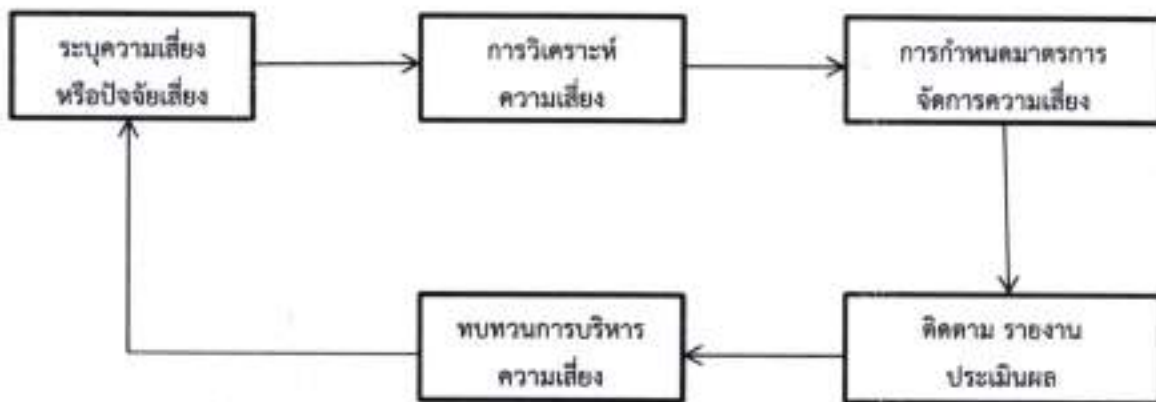 ระบุความเสี่ยง
หรือปัจจัยเสี่ยง
การวิเคราะห์
ความเสี่ยง
การกำหนดมาตรการ
จัดการความเสี่ยง
ติดตาม รายงาน
ประเมินผล
ทบทวนการบริหาร
ความเสี่ยง